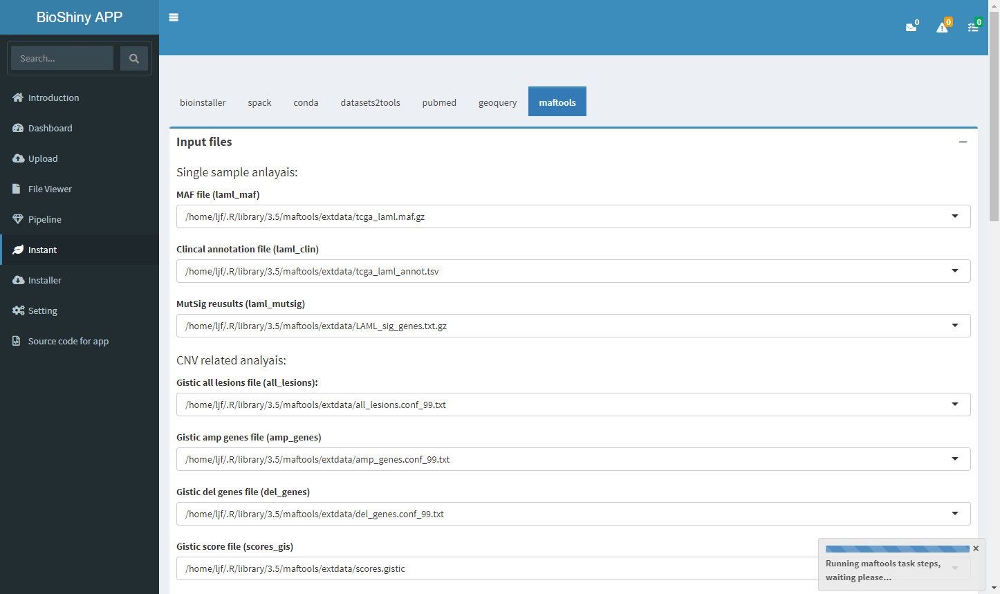 BioShiny APP
0
0
0
Search...
Introduction
Dashboard
Upload
File Viewer
Pipeline
Instant
Installer
Setting
Source code for app
bioinstaller spack conda datasets2tools pubmed geoquery maftools
Input files
Single sample anlayais:
MAF file (laml_maf)
/home/ljf/.R/library/3.5/maftools/extdata/tcga_laml.maf.gz
Clincal annotation file (laml_clin)
/home/ljf/.R/library/3.5/maftools/extdata/tcga_laml_annot.tsv
MutSig reusults (laml_mutsig)
/home/ljf/.R/library/3.5/maftools/extdata/LAML_sig_genes.txt.gz
CNV related analyais:
Gistic all lesions file (all_lesions):
/home/ljf/.R/library/3.5/maftools/extdata/all_lesions.conf_99.txt
Gistic amp genes file (amp_genes)
/home/ljf/.R/library/3.5/maftools/extdata/amp_genes.conf_99.txt
Gistic del genes file (del_genes)
/home/ljf/.R/library/3.5/maftools/extdata/del_genes.conf_99.txt
Gistic score file (scores_gis)
/home/ljf/.R/library/3.5/maftools/extdata/scores.gistic
Running maftools task steps,
waiting please...